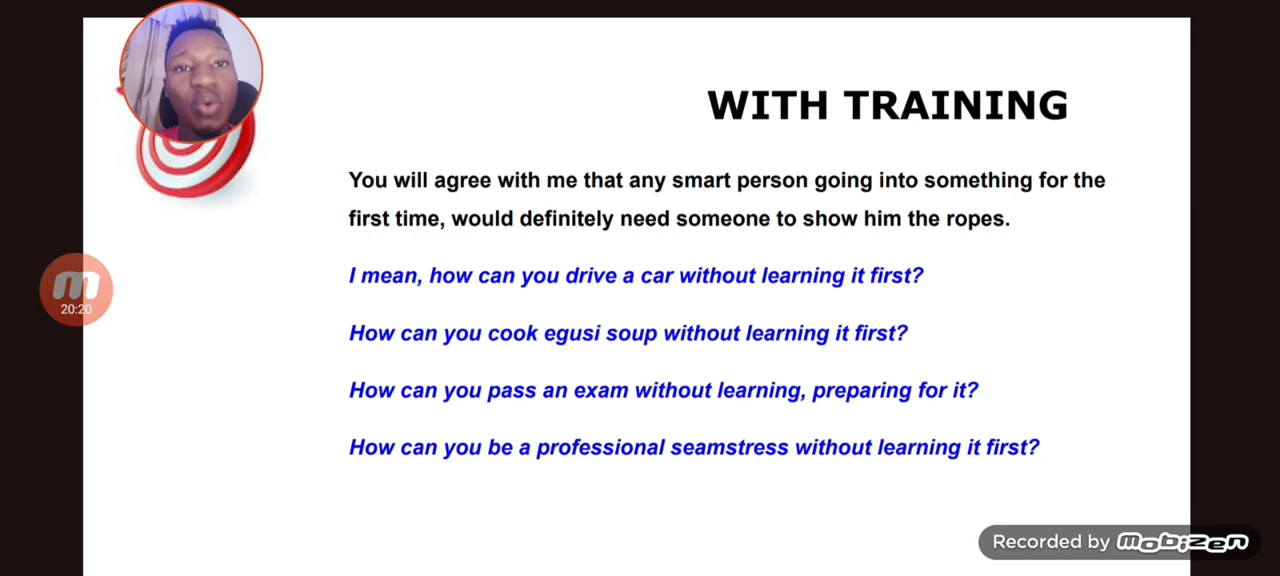 WITH TRAINING
You will agree with me that any smart person going into something for the
first time, would definitely need someone to show him the ropes.
I mean, how can you drive a car without learning it first?
20:20
How can you cook egusi soup without learning it first?
How can you pass an exam without learning, preparing for it?
How can you be a professional seamstress without learning it first?
Recorded by mobizen